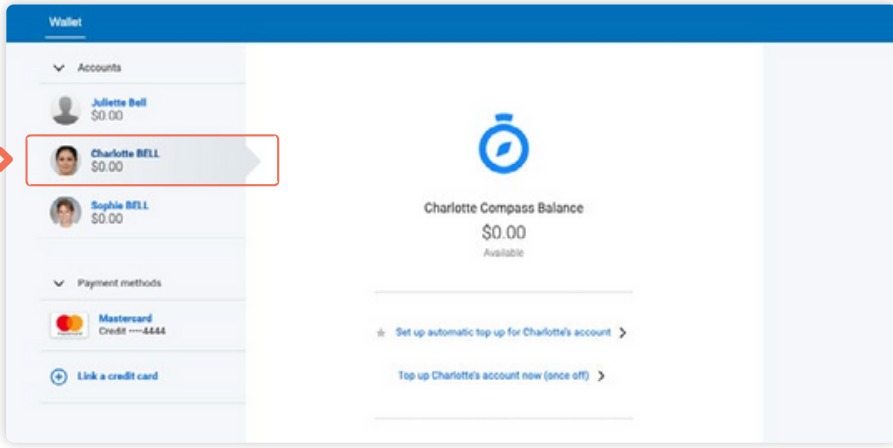 Wallet
Accounts
Juliette Bell
$0.00
Charlotte BELL
$0.00
Sophie BELL
$0.00
Payment methods
Mastercard
Credit ----4444
Link a credit card
Charlotte Compass Balance
$0.00
Available
Set up automatic top up for Charlotte's account
Top up Charlotte's account now (once off)